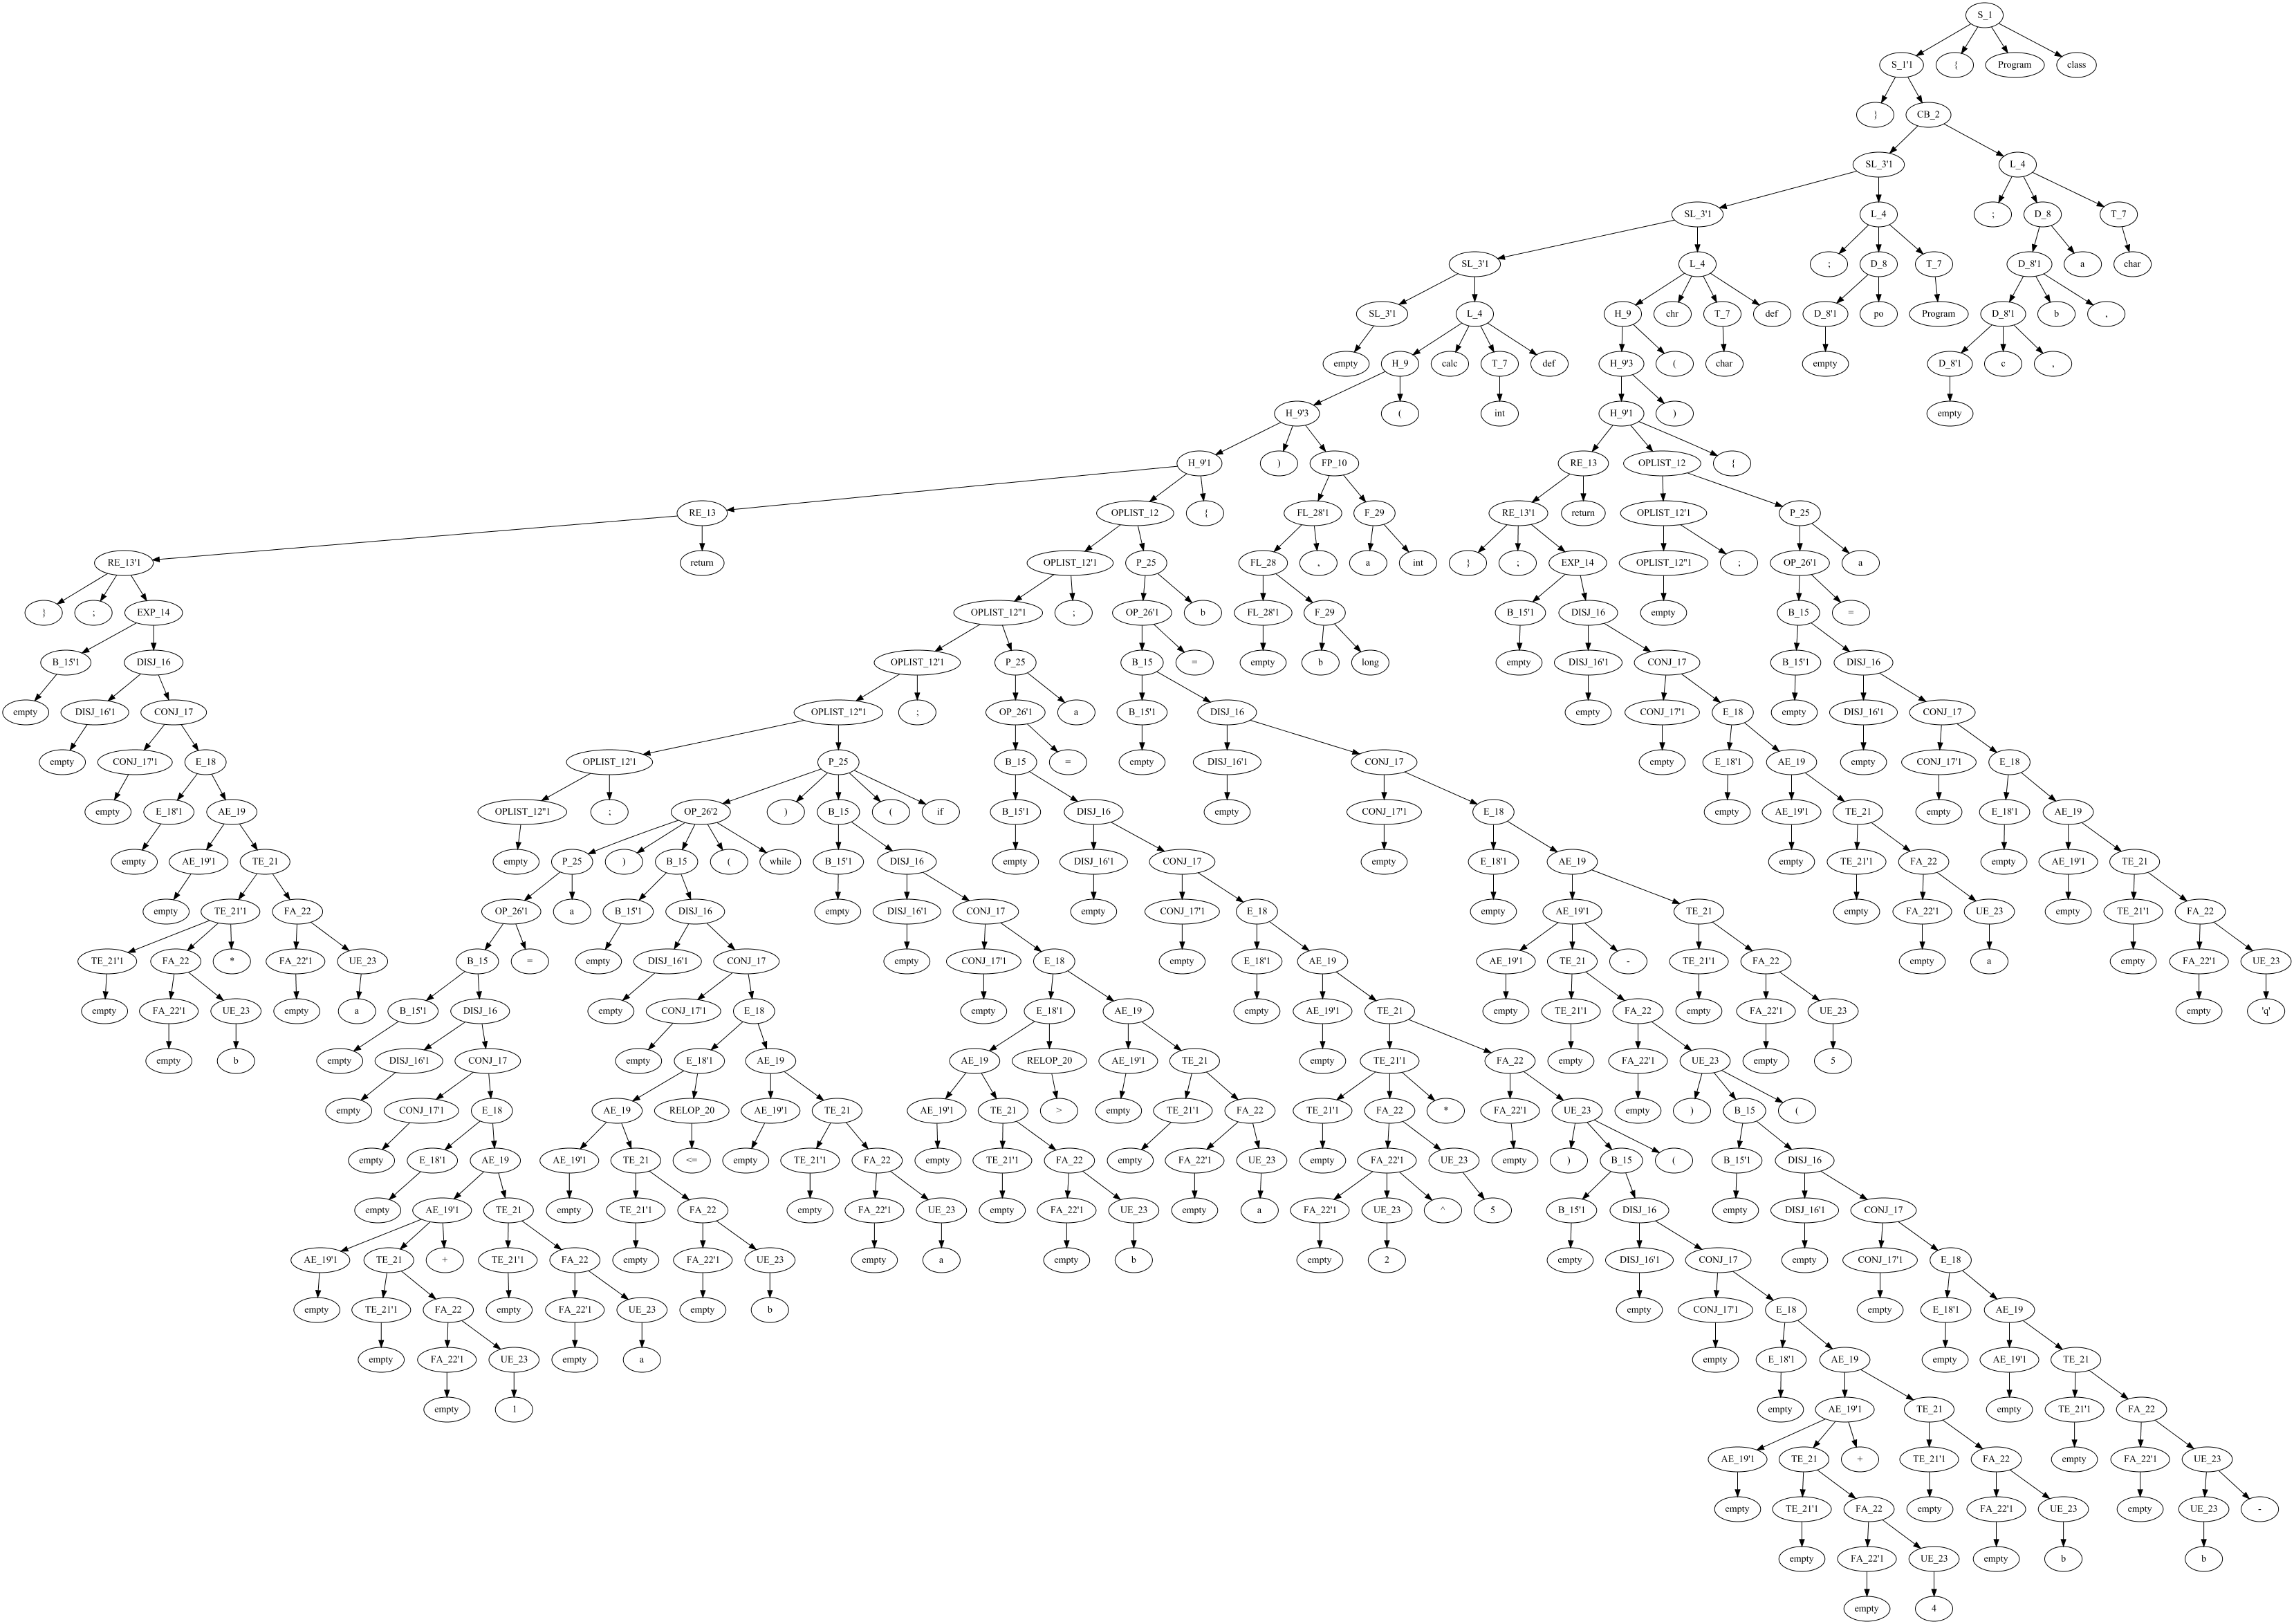 S_1
S_1'1 { Program class
} CB_2
SL_3'1 L_4
SL_3'1 L_4 ; D_8 T_7
SL_3'1 L_4 ; D_8 T_7 D_8'1 a char
SL_3'1 L_4 H_9 chr T_7 def D_8'1 po Program D_8'1 b ,
empty H_9 calc T_7 def H_9'3 ( char empty D_8'1 c ,
H_9'3 ( int H_9'1 ) empty
H_9'1 ) FP_10 RE_13 OPLIST_12 {
RE_13 OPLIST_12 { FL_28'1 F_29 RE_13'1 return OPLIST_12'1 P_25
RE_13'1 return OPLIST_12'1 P_25 FL_28 , a int } ; EXP_14 OPLIST_12''1 ; OP_26'1 a
} ; EXP_14 OPLIST_12''1 ; OP_26'1 b FL_28'1 F_29 B_15'1 DISJ_16 empty B_15 =
B_15'1 DISJ_16 OPLIST_12'1 P_25 B_15 = empty b long empty DISJ_16'1 CONJ_17 B_15'1 DISJ_16
empty DISJ_16'1 CONJ_17 OPLIST_12''1 ; OP_26'1 a B_15'1 DISJ_16 empty CONJ_17'1 E_18 empty DISJ_16'1 CONJ_17
empty CONJ_17'1 E_18 OPLIST_12'1 P_25 B_15 = empty DISJ_16'1 CONJ_17 empty E_18'1 AE_19 empty CONJ_17'1 E_18
empty E_18'1 AE_19 OPLIST_12''1 ; OP_26'2 ) B_15 ( if B_15'1 DISJ_16 empty CONJ_17'1 E_18 empty AE_19'1 TE_21 empty E_18'1 AE_19
empty AE_19'1 TE_21 empty P_25 ) B_15 ( while B_15'1 DISJ_16 empty DISJ_16'1 CONJ_17 empty E_18'1 AE_19 empty TE_21'1 FA_22 empty AE_19'1 TE_21
empty TE_21'1 FA_22 OP_26'1 a B_15'1 DISJ_16 empty DISJ_16'1 CONJ_17 empty CONJ_17'1 E_18 empty AE_19'1 TE_21 empty FA_22'1 UE_23 empty TE_21'1 FA_22
TE_21'1 FA_22 * FA_22'1 UE_23 B_15 = empty DISJ_16'1 CONJ_17 empty CONJ_17'1 E_18 empty E_18'1 AE_19 AE_19'1 TE_21 - TE_21'1 FA_22 empty a empty FA_22'1 UE_23
empty FA_22'1 UE_23 empty a B_15'1 DISJ_16 empty CONJ_17'1 E_18 empty E_18'1 AE_19 empty AE_19'1 TE_21 empty TE_21'1 FA_22 empty FA_22'1 UE_23 empty 'q'
empty b empty DISJ_16'1 CONJ_17 empty E_18'1 AE_19 AE_19 RELOP_20 AE_19'1 TE_21 empty TE_21'1 FA_22 empty FA_22'1 UE_23 empty 5
empty CONJ_17'1 E_18 AE_19 RELOP_20 AE_19'1 TE_21 AE_19'1 TE_21 > empty TE_21'1 FA_22 TE_21'1 FA_22 * FA_22'1 UE_23 empty ) B_15 (
empty E_18'1 AE_19 AE_19'1 TE_21 <= empty TE_21'1 FA_22 empty TE_21'1 FA_22 empty FA_22'1 UE_23 empty FA_22'1 UE_23 empty ) B_15 ( B_15'1 DISJ_16
empty AE_19'1 TE_21 empty TE_21'1 FA_22 empty FA_22'1 UE_23 empty FA_22'1 UE_23 empty a FA_22'1 UE_23 ^ 5 B_15'1 DISJ_16 empty DISJ_16'1 CONJ_17
AE_19'1 TE_21 + TE_21'1 FA_22 empty FA_22'1 UE_23 empty a empty b empty 2 empty DISJ_16'1 CONJ_17 empty CONJ_17'1 E_18
empty TE_21'1 FA_22 empty FA_22'1 UE_23 empty b empty CONJ_17'1 E_18 empty E_18'1 AE_19
empty FA_22'1 UE_23 empty a empty E_18'1 AE_19 empty AE_19'1 TE_21
empty 1 empty AE_19'1 TE_21 empty TE_21'1 FA_22
AE_19'1 TE_21 + TE_21'1 FA_22 empty FA_22'1 UE_23
empty TE_21'1 FA_22 empty FA_22'1 UE_23 empty UE_23 -
empty FA_22'1 UE_23 empty b b
empty 4